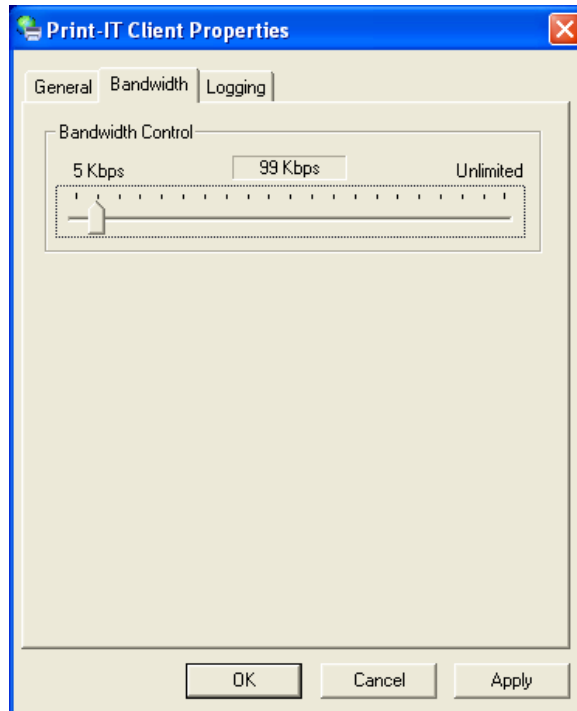 Print-IT Client Properties
General Bandwidth Logging
Bandwidth Control
5 Kbps 99 Kbps Unlimited
OK Cancel Apply